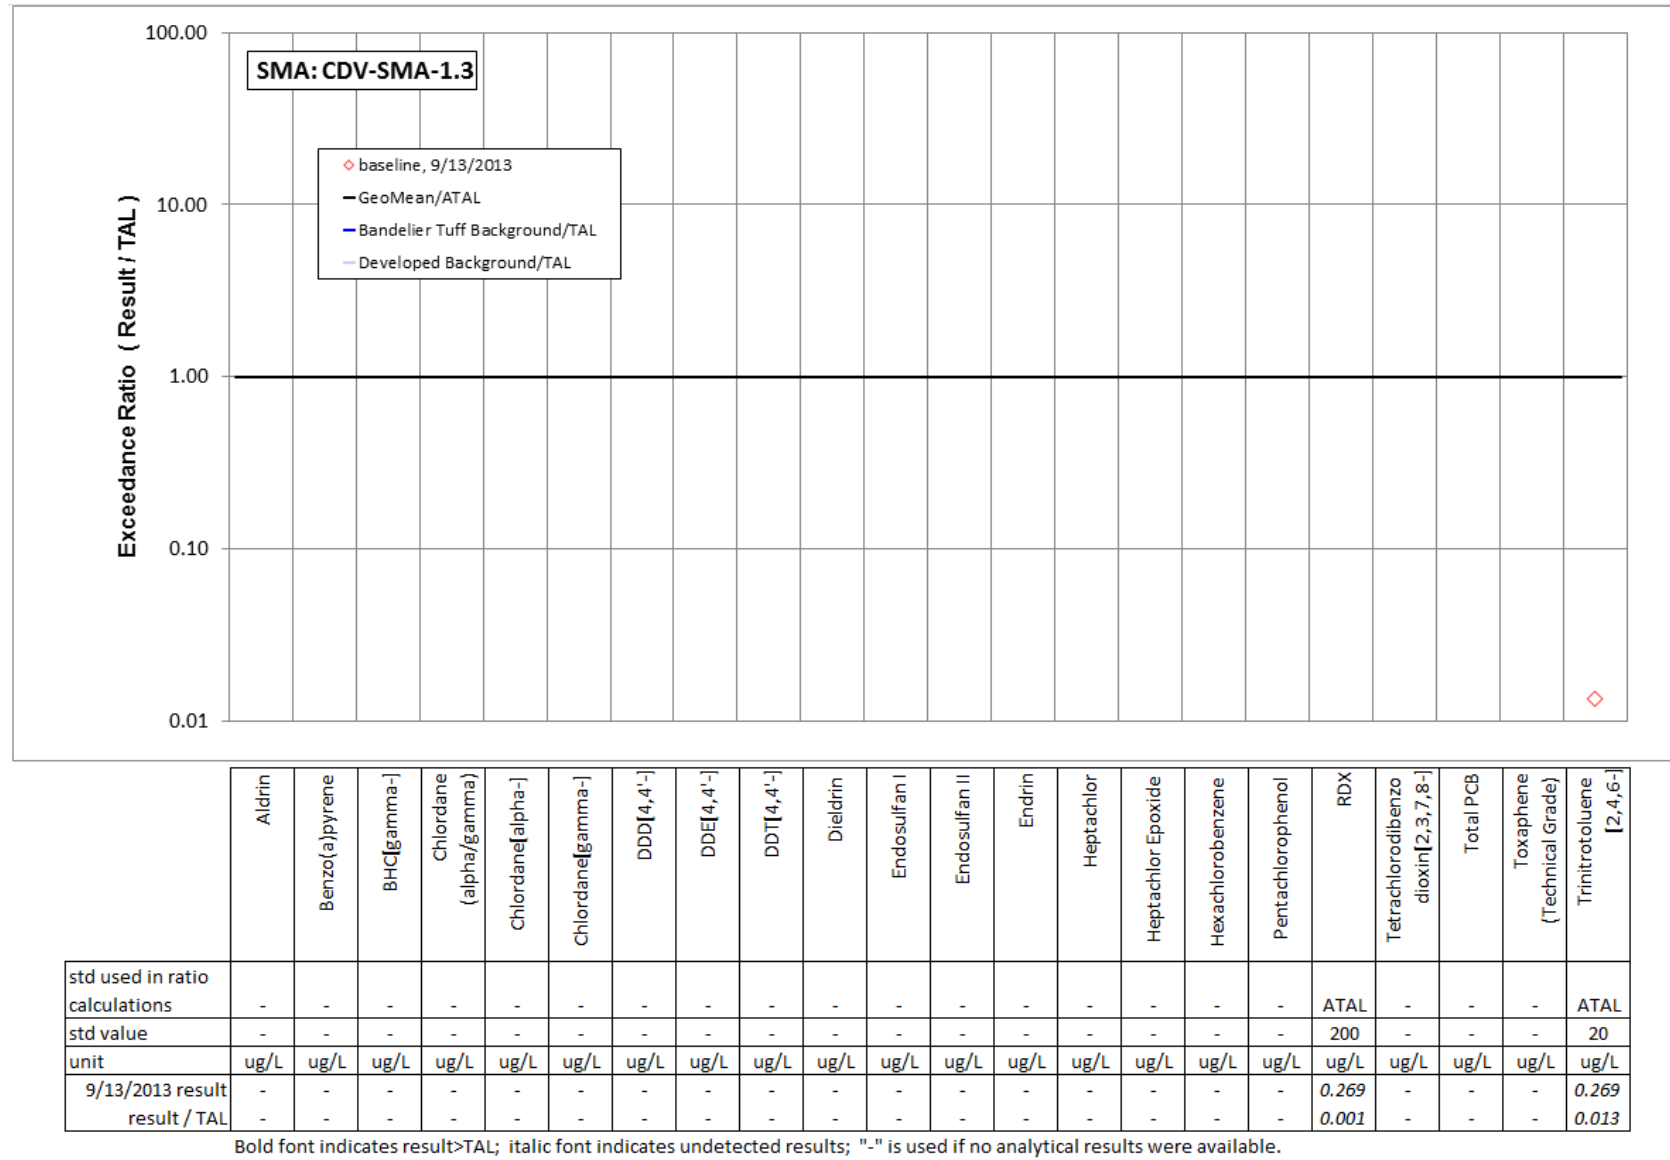 100.00
SMA: CDV-SMA-1.3
baseline, 9/13/2013
GeoMean/ATAL
Bandelier Tuff Background/TAL
Developed Background/TAL
Exceedance Ratio ( Result / TAL )
10.00
1.00
0.10
0.01
Aldrin
Benzo(a)pyrene
BHC[gamma-]
Chlordane
(alpha/gamma)
Chlordane[alpha-]
Chlordane[gamma-]
DDD[4,4'-]
DDE[4,4'-]
DDT[4,4'-]
Dieldrin
Endosulfan I
Endosulfan II
Endrin
Heptachlor
Heptachlor Epoxide
Hexachlorobenzene
Pentachlorophenol
RDX
Tetrachlorodibenzo
dioxin[2,3,7,8-]
Total PCB
Toxaphene
(Technical Grade)
Trinitrotoluene
[2,4,6-]
std used in ratio
calculations - - - - - - - - - - - - - - - - - ATAL - - - ATAL
std value - - - - - - - - - - - - - - - - - 200 - - - 20
unit ug/L ug/L ug/L ug/L ug/L ug/L ug/L ug/L ug/L ug/L ug/L ug/L ug/L ug/L ug/L ug/L ug/L ug/L ug/L ug/L ug/L ug/L
9/13/2013 result - - - - - - - - - - - - - - - - - 0.269 - - - 0.269
result / TAL - - - - - - - - - - - - - - - - - 0.001 - - - 0.013
Bold font indicates result>TAL; italic font indicates undetected results; "-" is used if no analytical results were available.